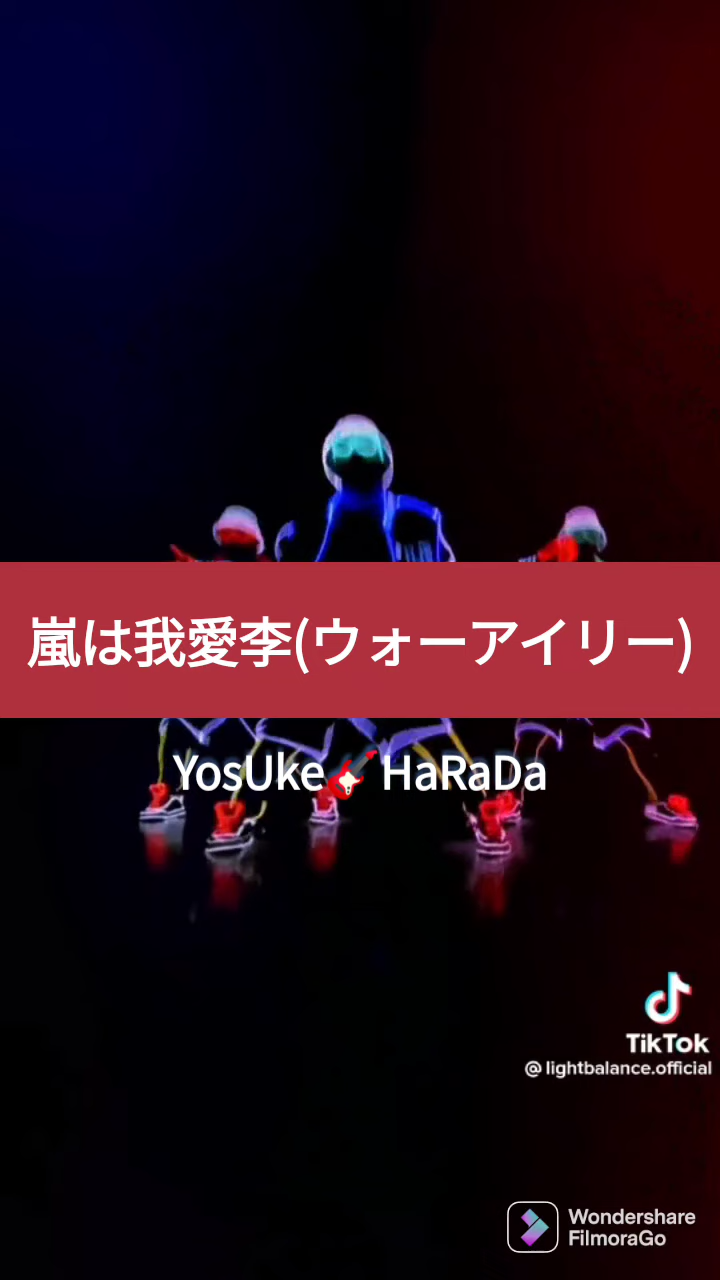 嵐は我愛李(ウォーアイリー)
YosUke🎸HaRaDa
TikTok
@lightbalance.official
Wondershare
FilmoraGo